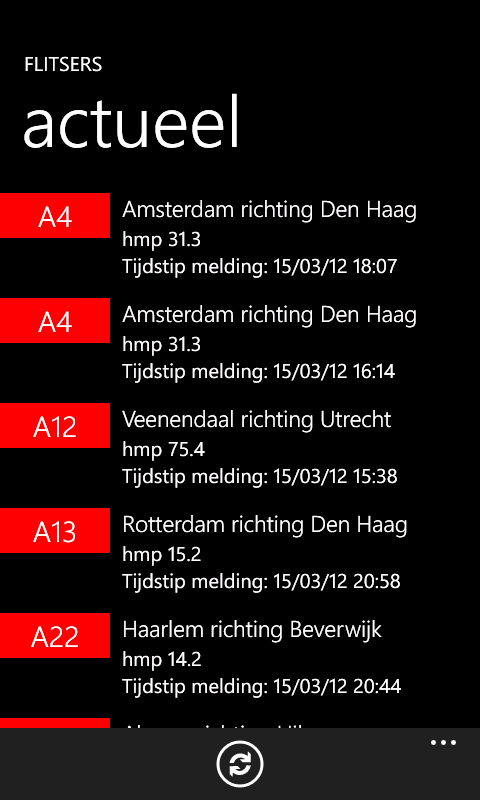 FLITSERS
actueel
A4
Amsterdam richting Den Haag
hmp 31.3
Tijdstip melding: 15/03/12 18:07
A4
Amsterdam richting Den Haag
hmp 31.3
Tijdstip melding: 15/03/12 16:14
A12
Veenendaal richting Utrecht
hmp 75.4
Tijdstip melding: 15/03/12 15:38
A13
Rotterdam richting Den Haag
hmp 15.2
Tijdstip melding: 15/03/12 20:58
A22
Haarlem richting Beverwijk
hmp 14.2
Tijdstip melding: 15/03/12 20:44